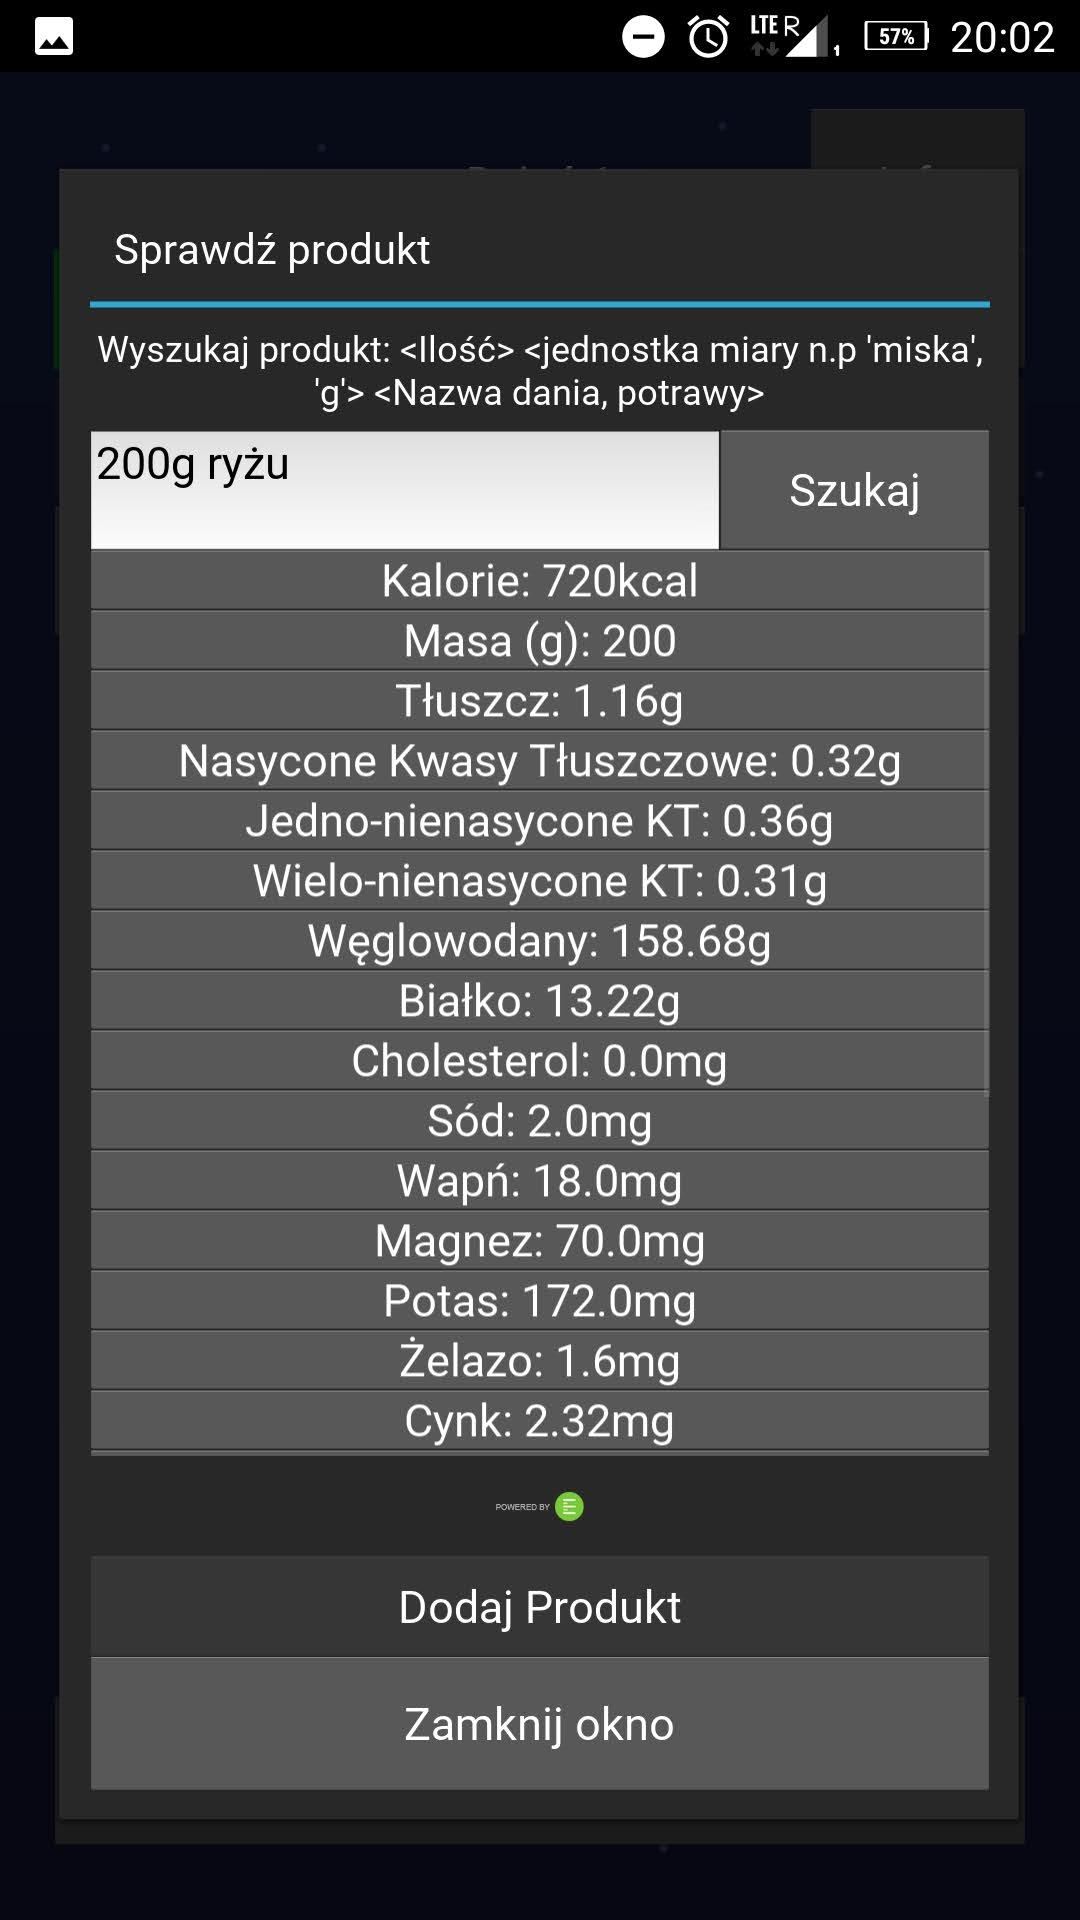 LTE R
1
57%
20:02
Sprawdź produkt
Wyszukaj produkt: <Ilość> <jednostka miary n.p 'miska',
'g'> <Nazwa dania, potrawy>
200g ryżu
Szukaj
Kalorie: 720kcal
Masa (g): 200
Tłuszcz: 1.16g
Nasycone Kwasy Tłuszczowe: 0.32g
Jedno-nienasycone KT: 0.36g
Wielo-nienasycone KT: 0.31g
Węglowodany: 158.68g
Białko: 13.22g
Cholesterol: 0.0mg
Sód: 2.0mg
Wapń: 18.0mg
Magnez: 70.0mg
Potas: 172.0mg
Żelazo: 1.6mg
Cynk: 2.32mg
POWERED BY
Dodaj Produkt
Zamknij okno